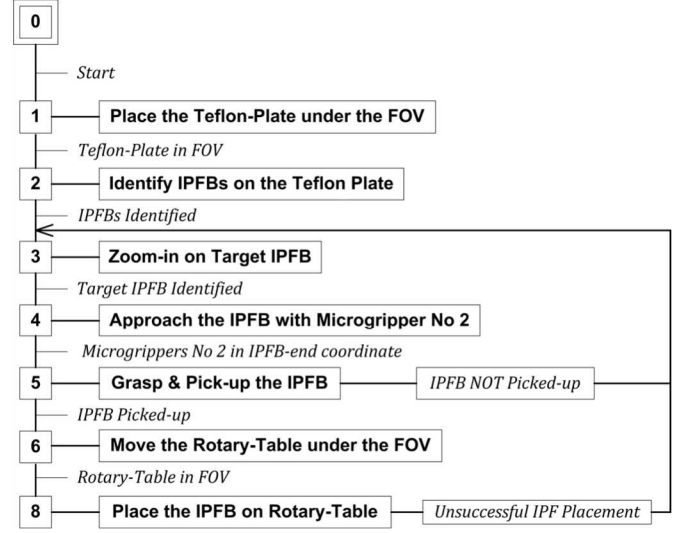 0
Start
1 Place the Teflon-Plate under the FOV
Teflon-Plate in FOV
2 Identify IPFBs on the Teflon Plate
IPFBs Identified
3 Zoom-in on Target IPFB
Target IPFB Identified
4 Approach the IPFB with Microgripper No 2
Microgrippers No 2 in IPFB-end coordinate
5 Grasp & Pick-up the IPFB IPFB NOT Picked-up
IPFB Picked-up
6 Move the Rotary-Table under the FOV
Rotary-Table in FOV
8 Place the IPFB on Rotary-Table Unsuccessful IPF Placement